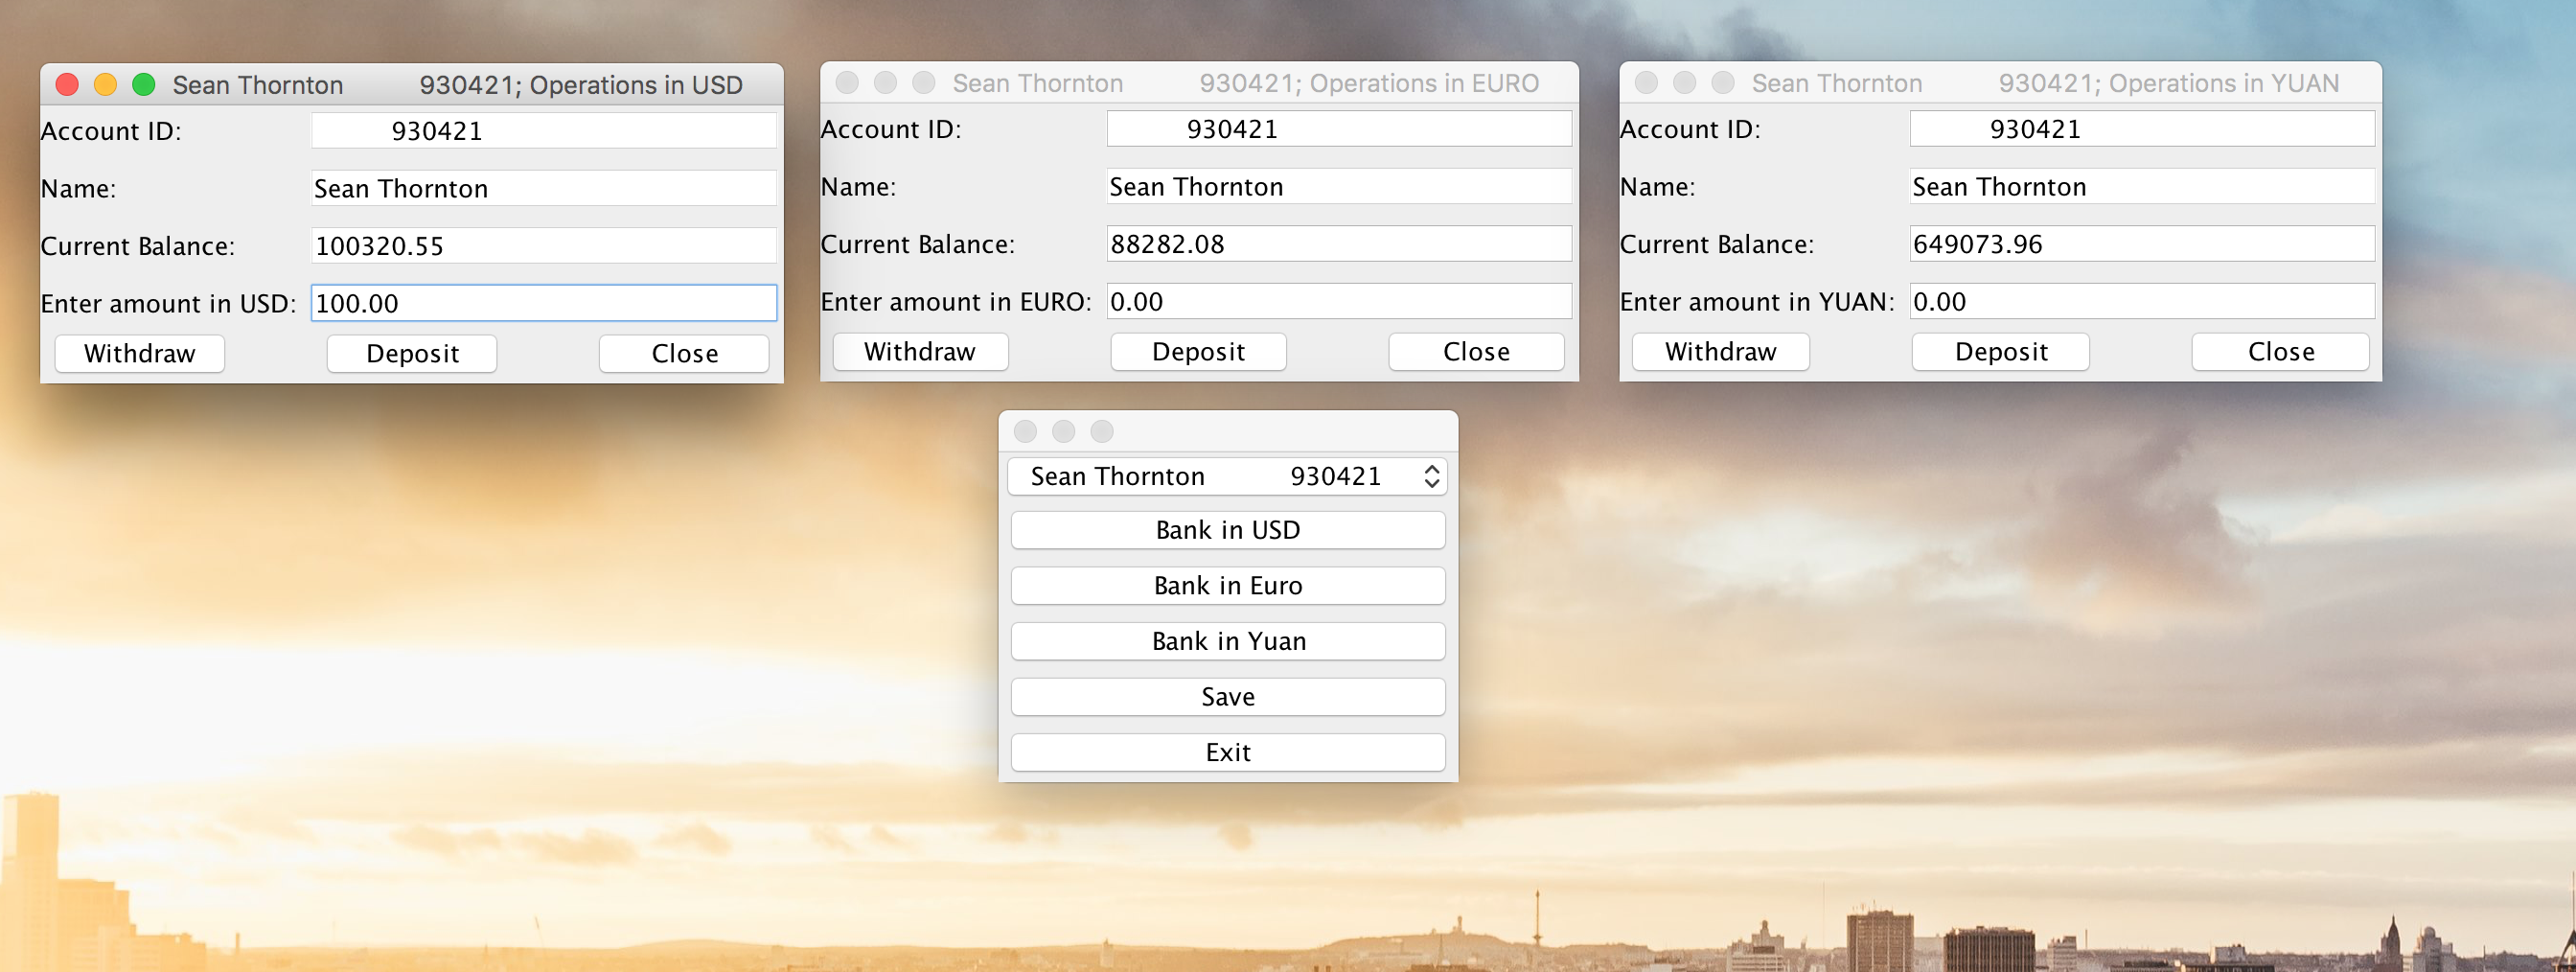 Sean Thornton 930421; Operations in USD
Account ID: 930421
Name: Sean Thornton
Current Balance: 100320.55
Enter amount in USD: 100.00
Withdraw Deposit Close
Sean Thornton 930421; Operations in EURO
Account ID: 930421
Name: Sean Thornton
Current Balance: 88282.08
Enter amount in EURO: 0.00
Withdraw Deposit Close
Sean Thornton 930421; Operations in YUAN
Account ID: 930421
Name: Sean Thornton
Current Balance: 649073.96
Enter amount in YUAN: 0.00
Withdraw Deposit Close
Sean Thornton 930421
Bank in USD
Bank in Euro
Bank in Yuan
Save
Exit